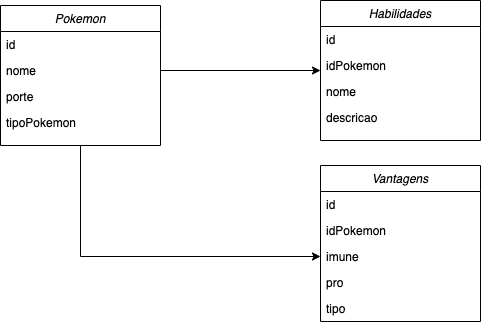 Pokemon
id
nome
porte
tipoPokemon
Habilidades
id
idPokemon
nome
descricao
Vantagens
id
idPokemon
imune
pro
tipo